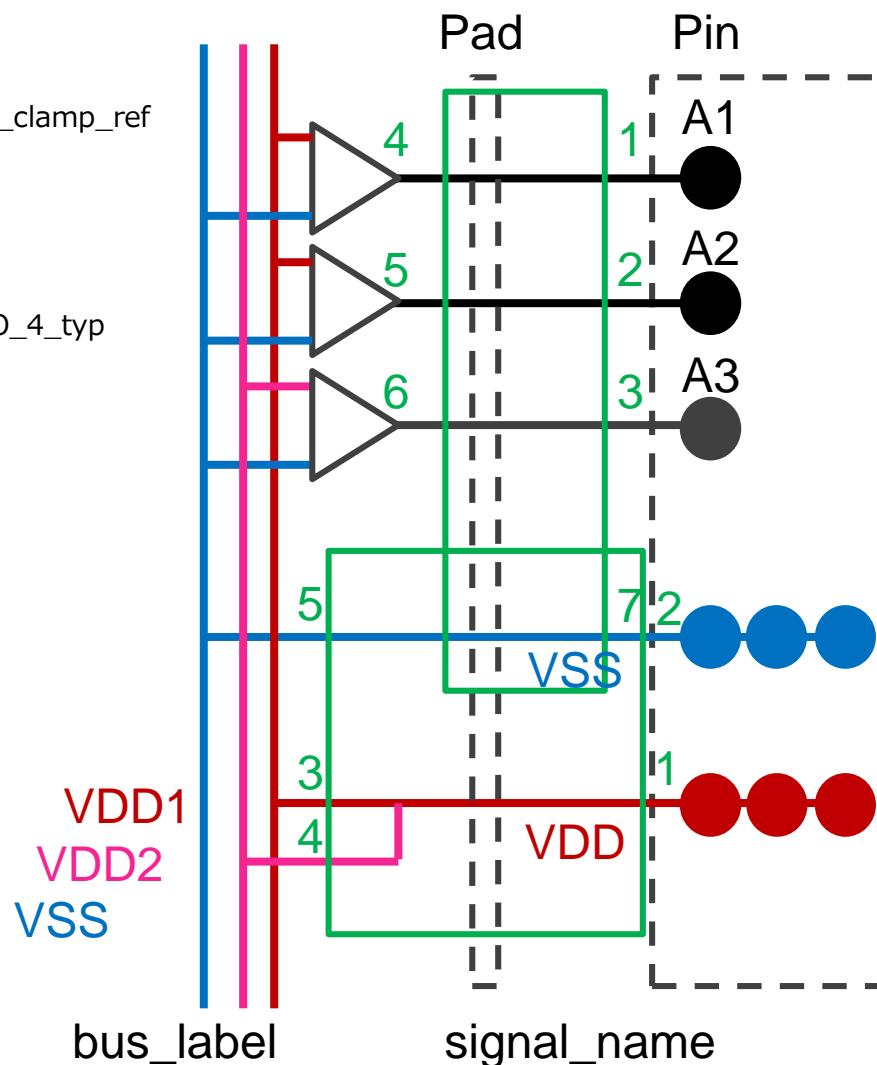 Pad Pin
_clamp_ref
A1
4 1
A2
5 2
_4_typ
A3
6 3
5 7 2
VSS
3 1
VDD1
4 VDD
VDD2
VSS
bus_label signal_name